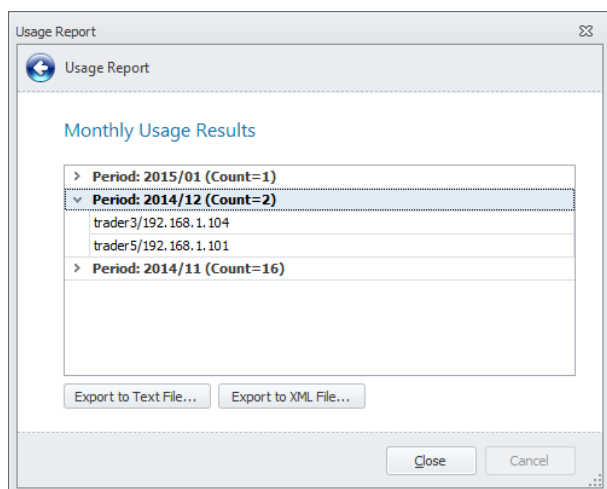 Usage Report
Usage Report
Monthly Usage Results
Period: 2015/01 (Count=1)
Period: 2014/12 (Count=2)
trader3/192.168.1.104
trader5/192.168.1.101
Period: 2014/11 (Count=16)
Export to Text File... Export to XML File...
Close Cancel